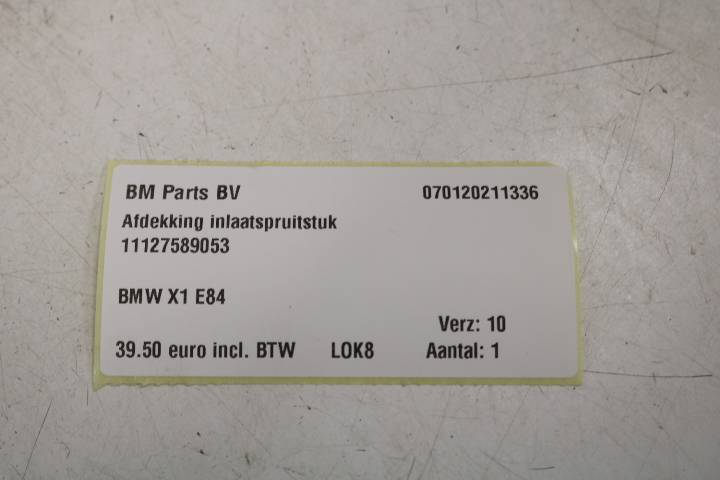 BM Parts BV 070120211336
Afdekking inlaatspruitstuk
11127589053
BMW X1 E84
Verz: 10
39.50 euro incl. BTW LOK8 Aantal: 1